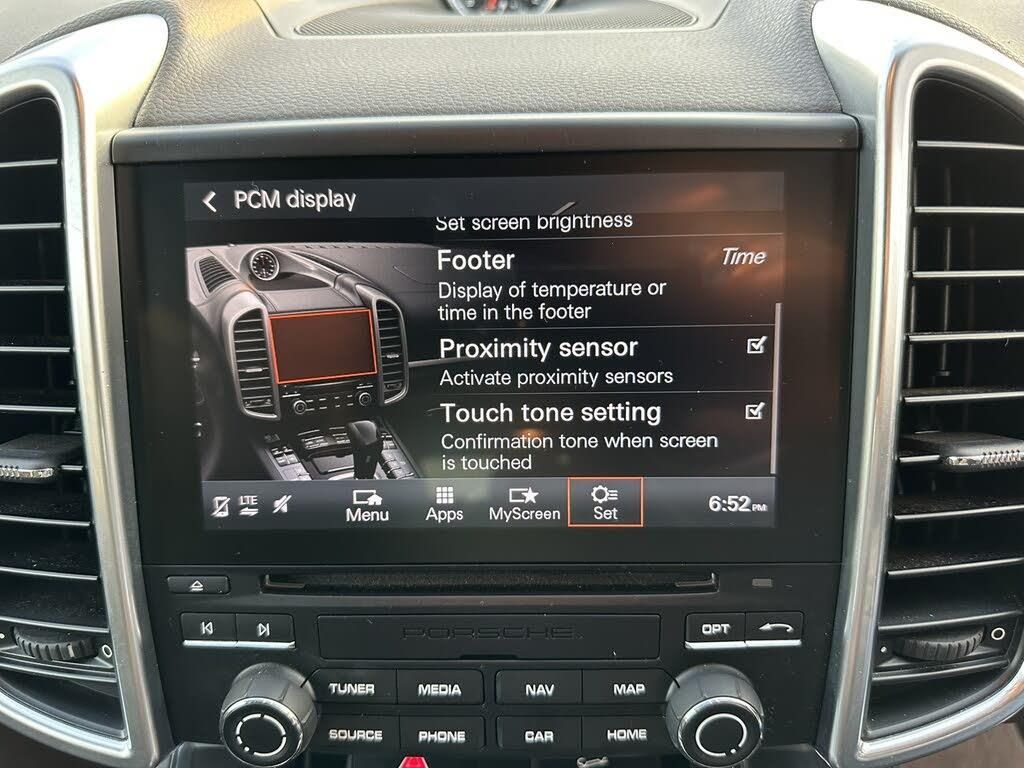 PCM display
Set screen brightness
Footer
Time
Display of temperature or
time in the footer
Proximity sensor
Activate proximity sensors
Touch tone setting
Confirmation tone when screen
is touched
LTE
Menu
Apps
MyScreen
Set
6:52 PM
PORSCHE
OPT
TUNER
MEDIA
NAV
MAP
SOURCE
PHONE
CAR
HOME